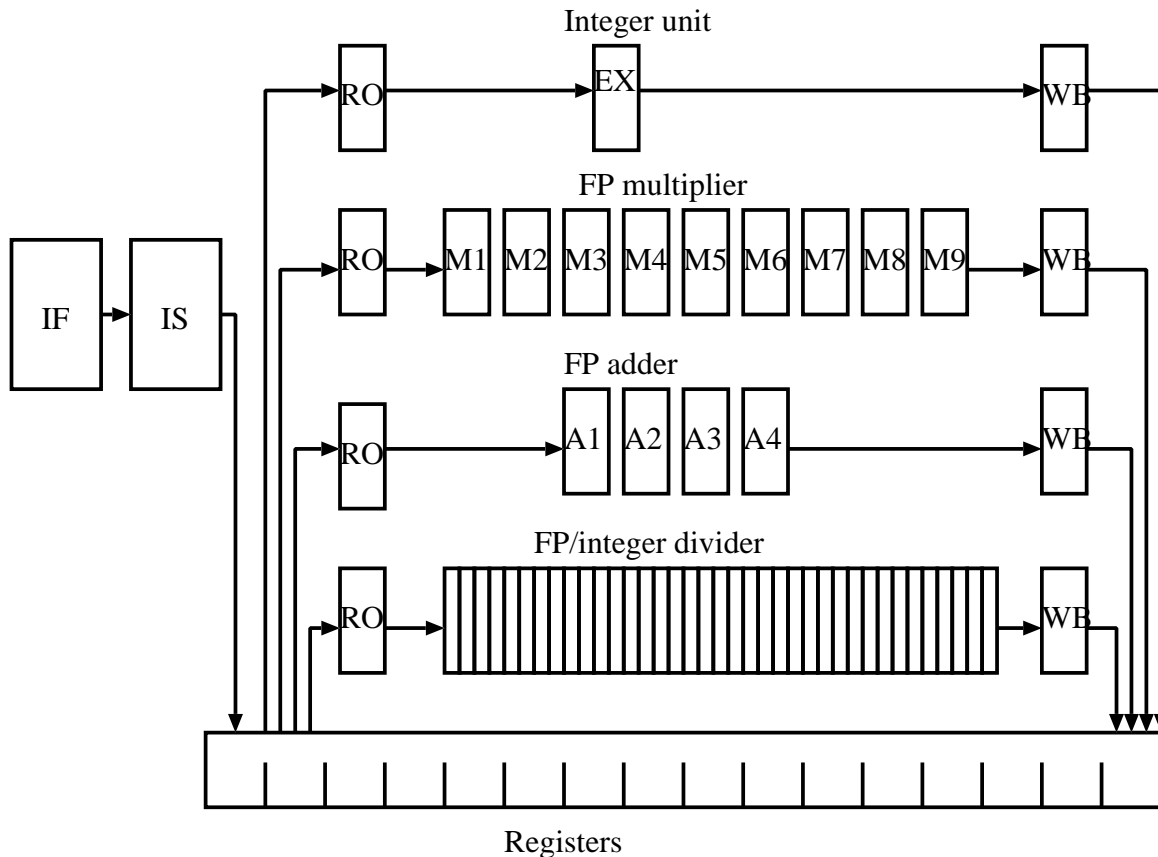 Integer unit
RO EX WB
FP multiplier
RO M1 M2 M3 M4 M5 M6 M7 M8 M9 WB
IF IS
FP adder
RO A1 A2 A3 A4 WB
FP/integer divider
RO WB
Registers